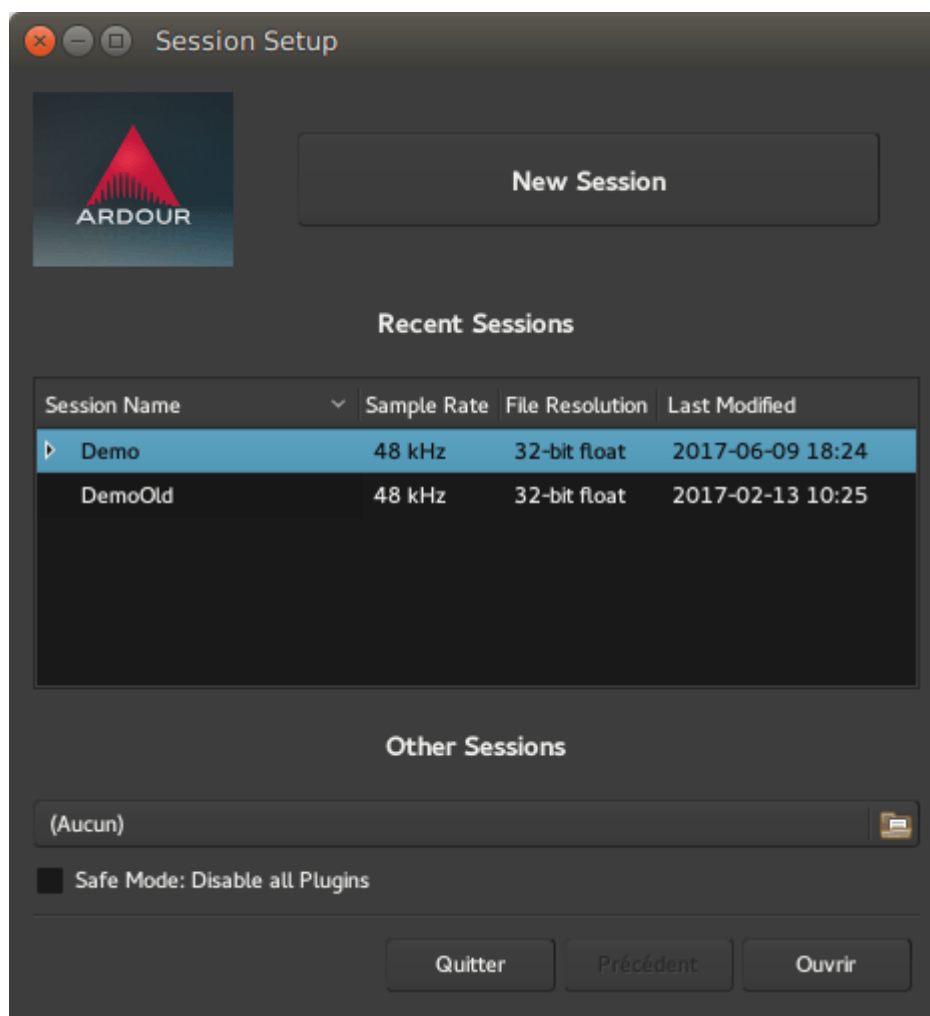 Session Setup
ARDOUR
New Session
Recent Sessions
Session Name Sample Rate File Resolution Last Modified
Demo 48 kHz 32-bit float 2017-06-09 18:24
DemoOld 48 kHz 32-bit float 2017-02-13 10:25
Other Sessions
(Aucun)
Safe Mode: Disable all Plugins
Quitter Précédent Ouvrir